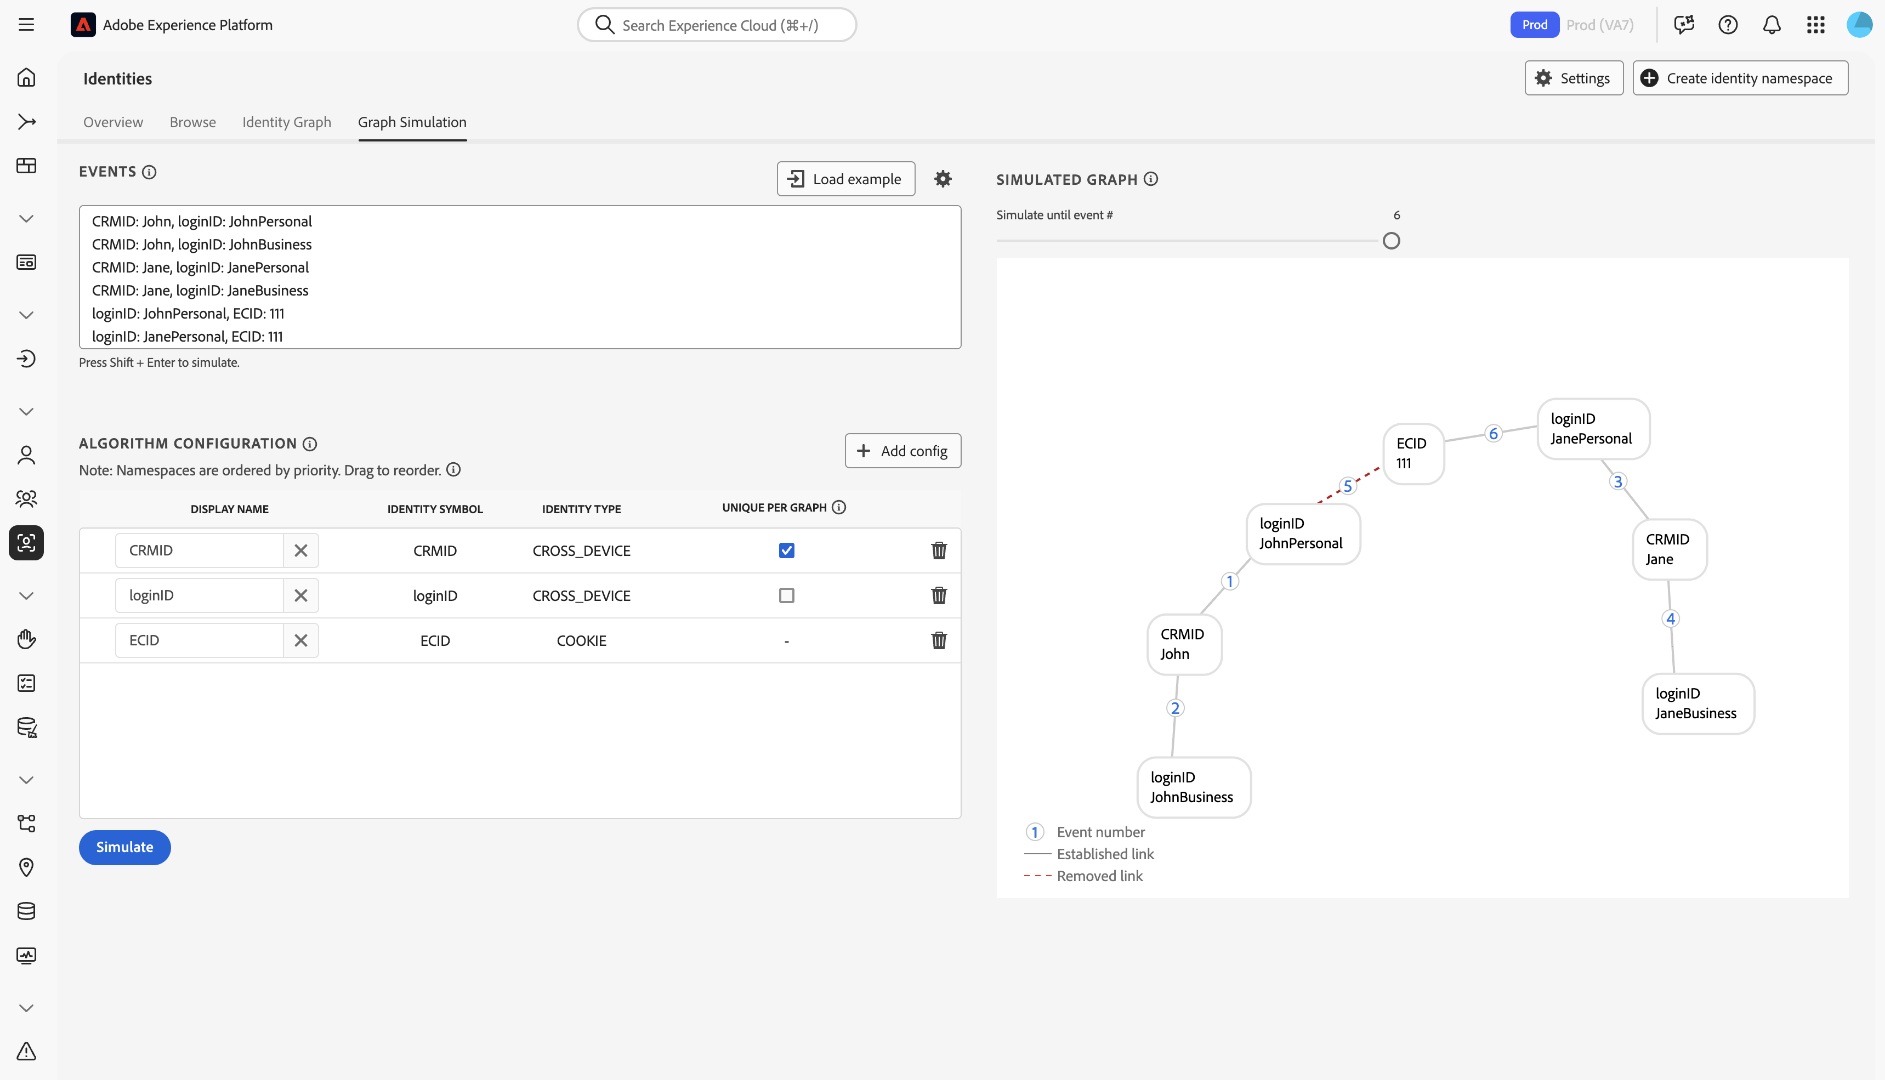 Adobe Experience Platform
Search Experience Cloud (⌘+/)
Prod
Prod (VA7)
Identities
Settings
Create identity namespace
Overview
Browse
Identity Graph
Graph Simulation
EVENTS
Load example
CRMID: John, loginID: JohnPersonal
CRMID: John, loginID: JohnBusiness
CRMID: Jane, loginID: JanePersonal
CRMID: Jane, loginID: JaneBusiness
loginID: JohnPersonal, ECID: 111
loginID: JanePersonal, ECID: 111
Press Shift + Enter to simulate.
ALGORITHM CONFIGURATION
Note: Namespaces are ordered by priority. Drag to reorder.
Add config
DISPLAY NAME IDENTITY SYMBOL IDENTITY TYPE UNIQUE PER GRAPH
CRMID CRMID CROSS_DEVICE
loginID loginID CROSS_DEVICE
ECID ECID COOKIE -
Simulate
SIMULATED GRAPH
Simulate until event #
6
loginID
JanePersonal
6
ECID
111
3
5
loginID
JohnPersonal
CRMID
Jane
1
4
CRMID
John
2
loginID
JaneBusiness
loginID
JohnBusiness
1 Event number
Established link
Removed link